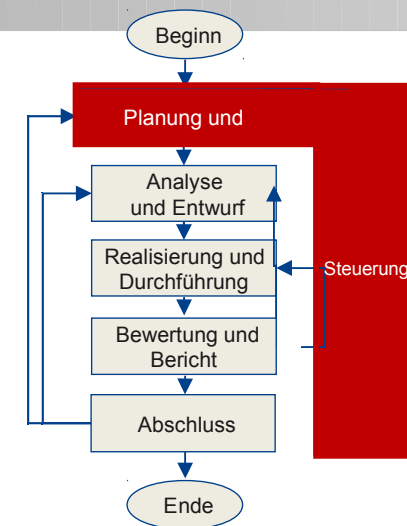 Beginn
Planung und
Analyse
und Entwurf
Realisierung und
Durchführung
Steuerung
Bewertung und
Bericht
Abschluss
Ende